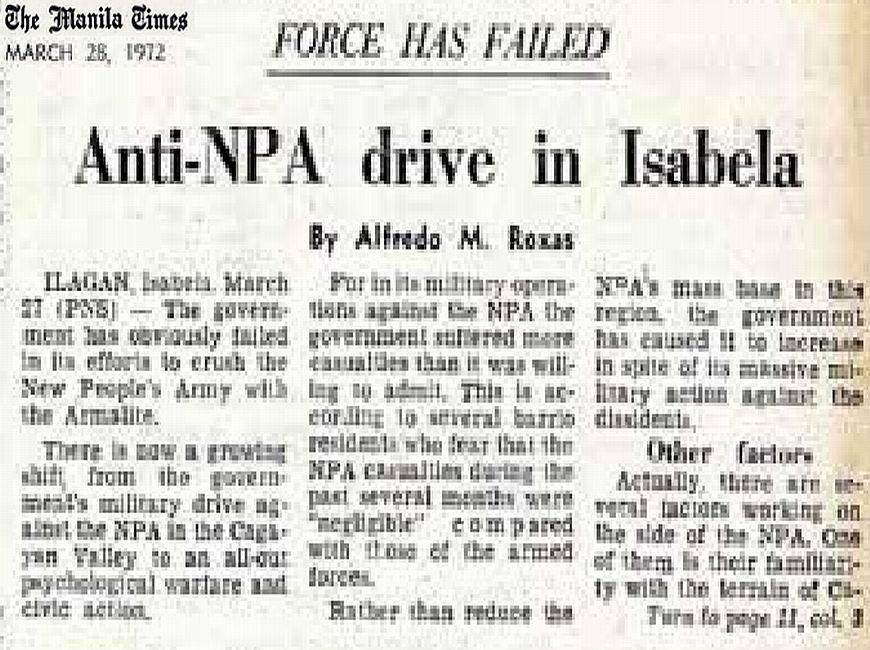 The Manila Times
MARCH 28, 1972
FORCE HAS FAILED
Anti-NPA drive in Isabela
By Alfredo M. Roxas
ILAGAN, Isabela, March
27 (PNS) — The govern-
ment has obviously failed
in its efforts to crush the
New People's Army with
the Armalite.
There is now a growing
shift from the govern-
ment's military drive ag-
ainst the NPA in the Caga-
yan Valley to an all-out
psychological warfare and
civic action.
For in its military opera-
tions against the NPA the
government suffered more
casualties than it was will-
ing to admit. This is ac-
cording to several barrio
residents who fear that the
NPA casualties during the
past several months were
"negligible" compared
with those of the armed
forces.
Rather than reduce the
NPA's mass base in this
region, the government
has caused it to increase
in spite of its massive mi-
litary action against the
dissidents.
Other factors
Actually, there are se-
veral factors working on
the side of the NPA. One
of them is their familiari-
ty with the terrain of Ca-
Turn to page 11, col.